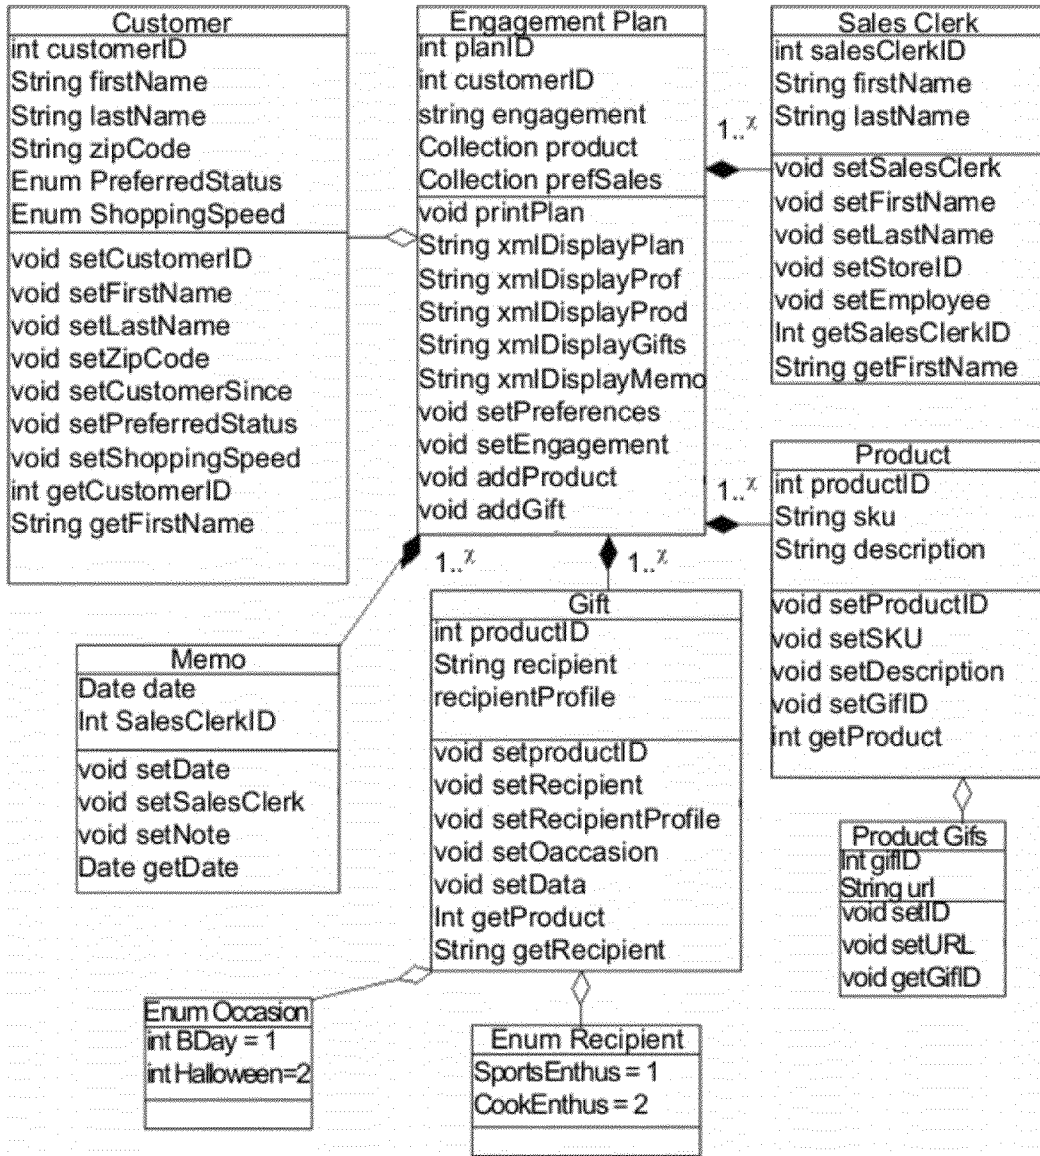 Customer
int customerID
String firstName
String lastName
String zipCode
Enum PreferredStatus
Enum ShoppingSpeed
void setCustomerID
void setFirstName
void setLastName
void setZipCode
void setCustomerSince
void setPreferredStatus
void setShoppingSpeed
int getCustomerID
String getFirstName
Engagement Plan
int planID
int customerID
string engagement
Collection product
Collection prefSales
void printPlan
String xmlDisplayPlan
String xmlDisplayProf
String xmlDisplayProd
String xmlDisplayGifts
String xmlDisplayMemo
void setPreferences
void setEngagement
void addProduct
void addGift
1..χ
1..χ
1..χ
1..χ
Sales Clerk
int salesClerkID
String firstName
String lastName
void setSalesClerk
void setFirstName
void setLastName
void setStoreID
void setEmployee
Int getSalesClerkID
String getFirstName
Product
int productID
String sku
String description
void setProductID
void setSKU
void setDescription
void setGifID
int getProduct
Memo
Date date
Int SalesClerkID
void setDate
void setSalesClerk
void setNote
Date getDate
Gift
int productID
String recipient
recipientProfile
void setproductID
void setRecipient
void setRecipientProfile
void setOaccasion
void setData
Int getProduct
String getRecipient
Product Gifs
Int gifID
String url
void setID
void setURL
void getGifID
Enum Occasion
int BDay = 1
int Halloween=2
Enum Recipient
SportsEnthus = 1
CookEnthus = 2